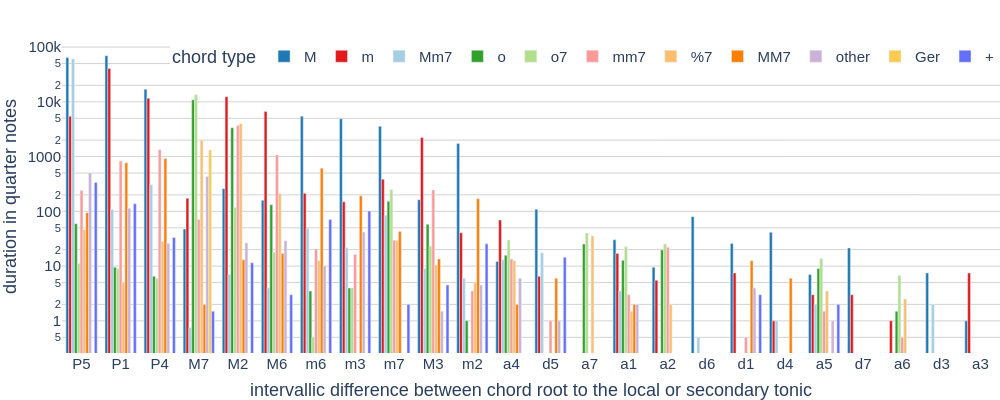 chord type M m Mm7 o o7 mm7 %7 MM7 other Ger +
100k
5
2
10k
5
2
1000
5
2
100
5
2
10
5
2
1
5
duration in quarter notes
P5 P1 P4 M7 M2 M6 m6 m3 m7 M3 m2 a4 d5 a7 a1 a2 d6 d1 d4 a5 d7 a6 d3 a3
intervallic difference between chord root to the local or secondary tonic